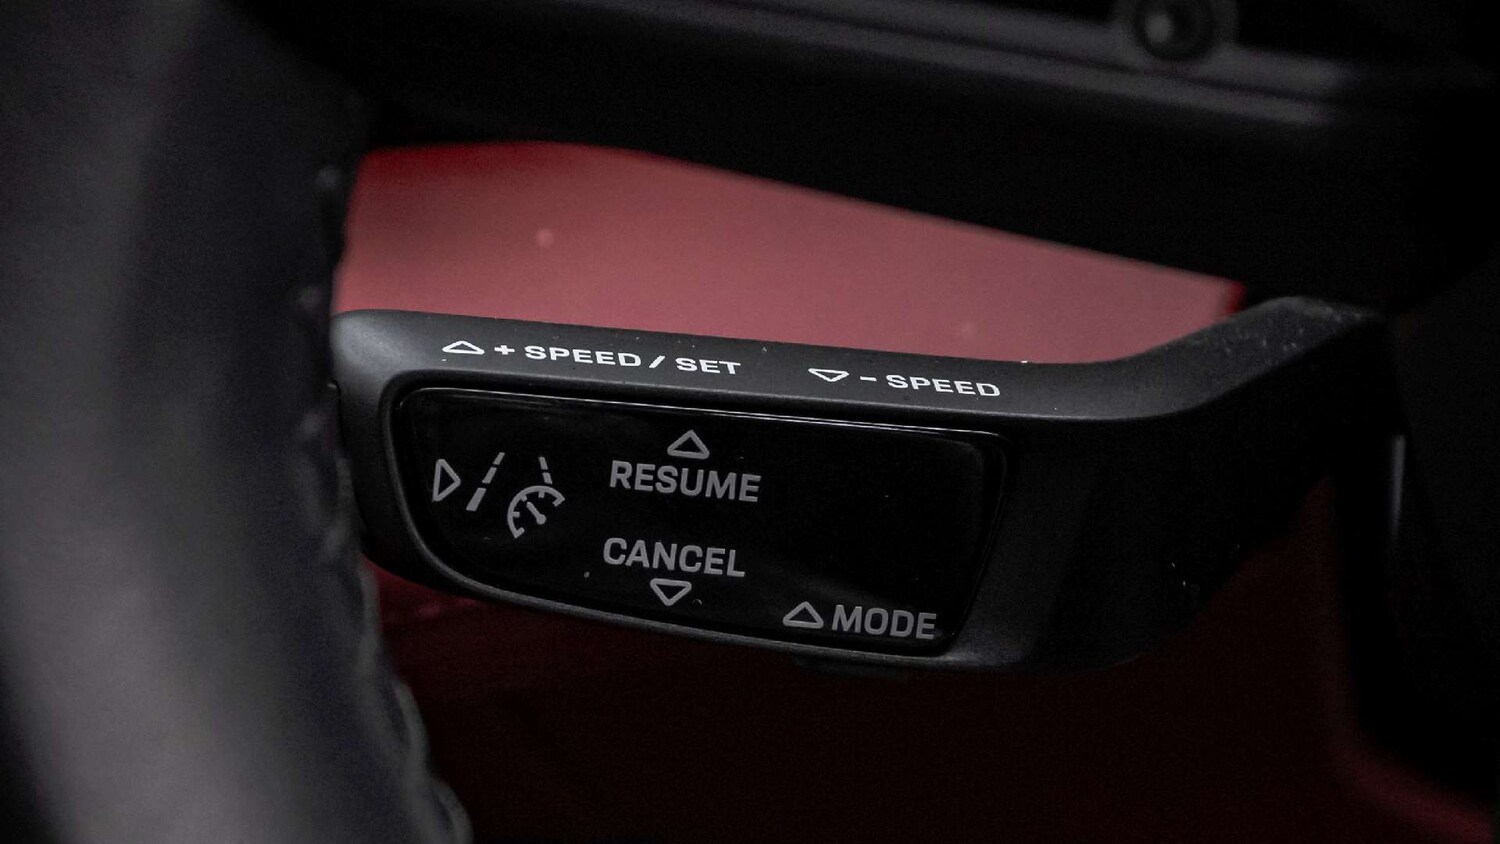 △ + SPEED / SET ▽ - SPEED
△
RESUME
CANCEL
▽
△ MODE